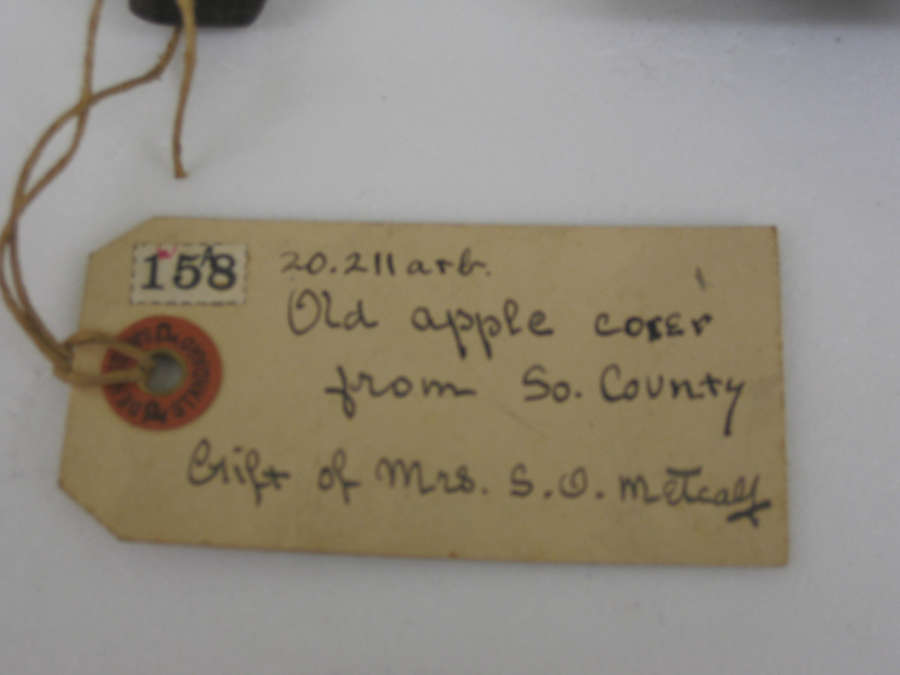 158 20.211 arb.
Old apple corer
from So. County
Gift of Mrs. S. O. Metcalf